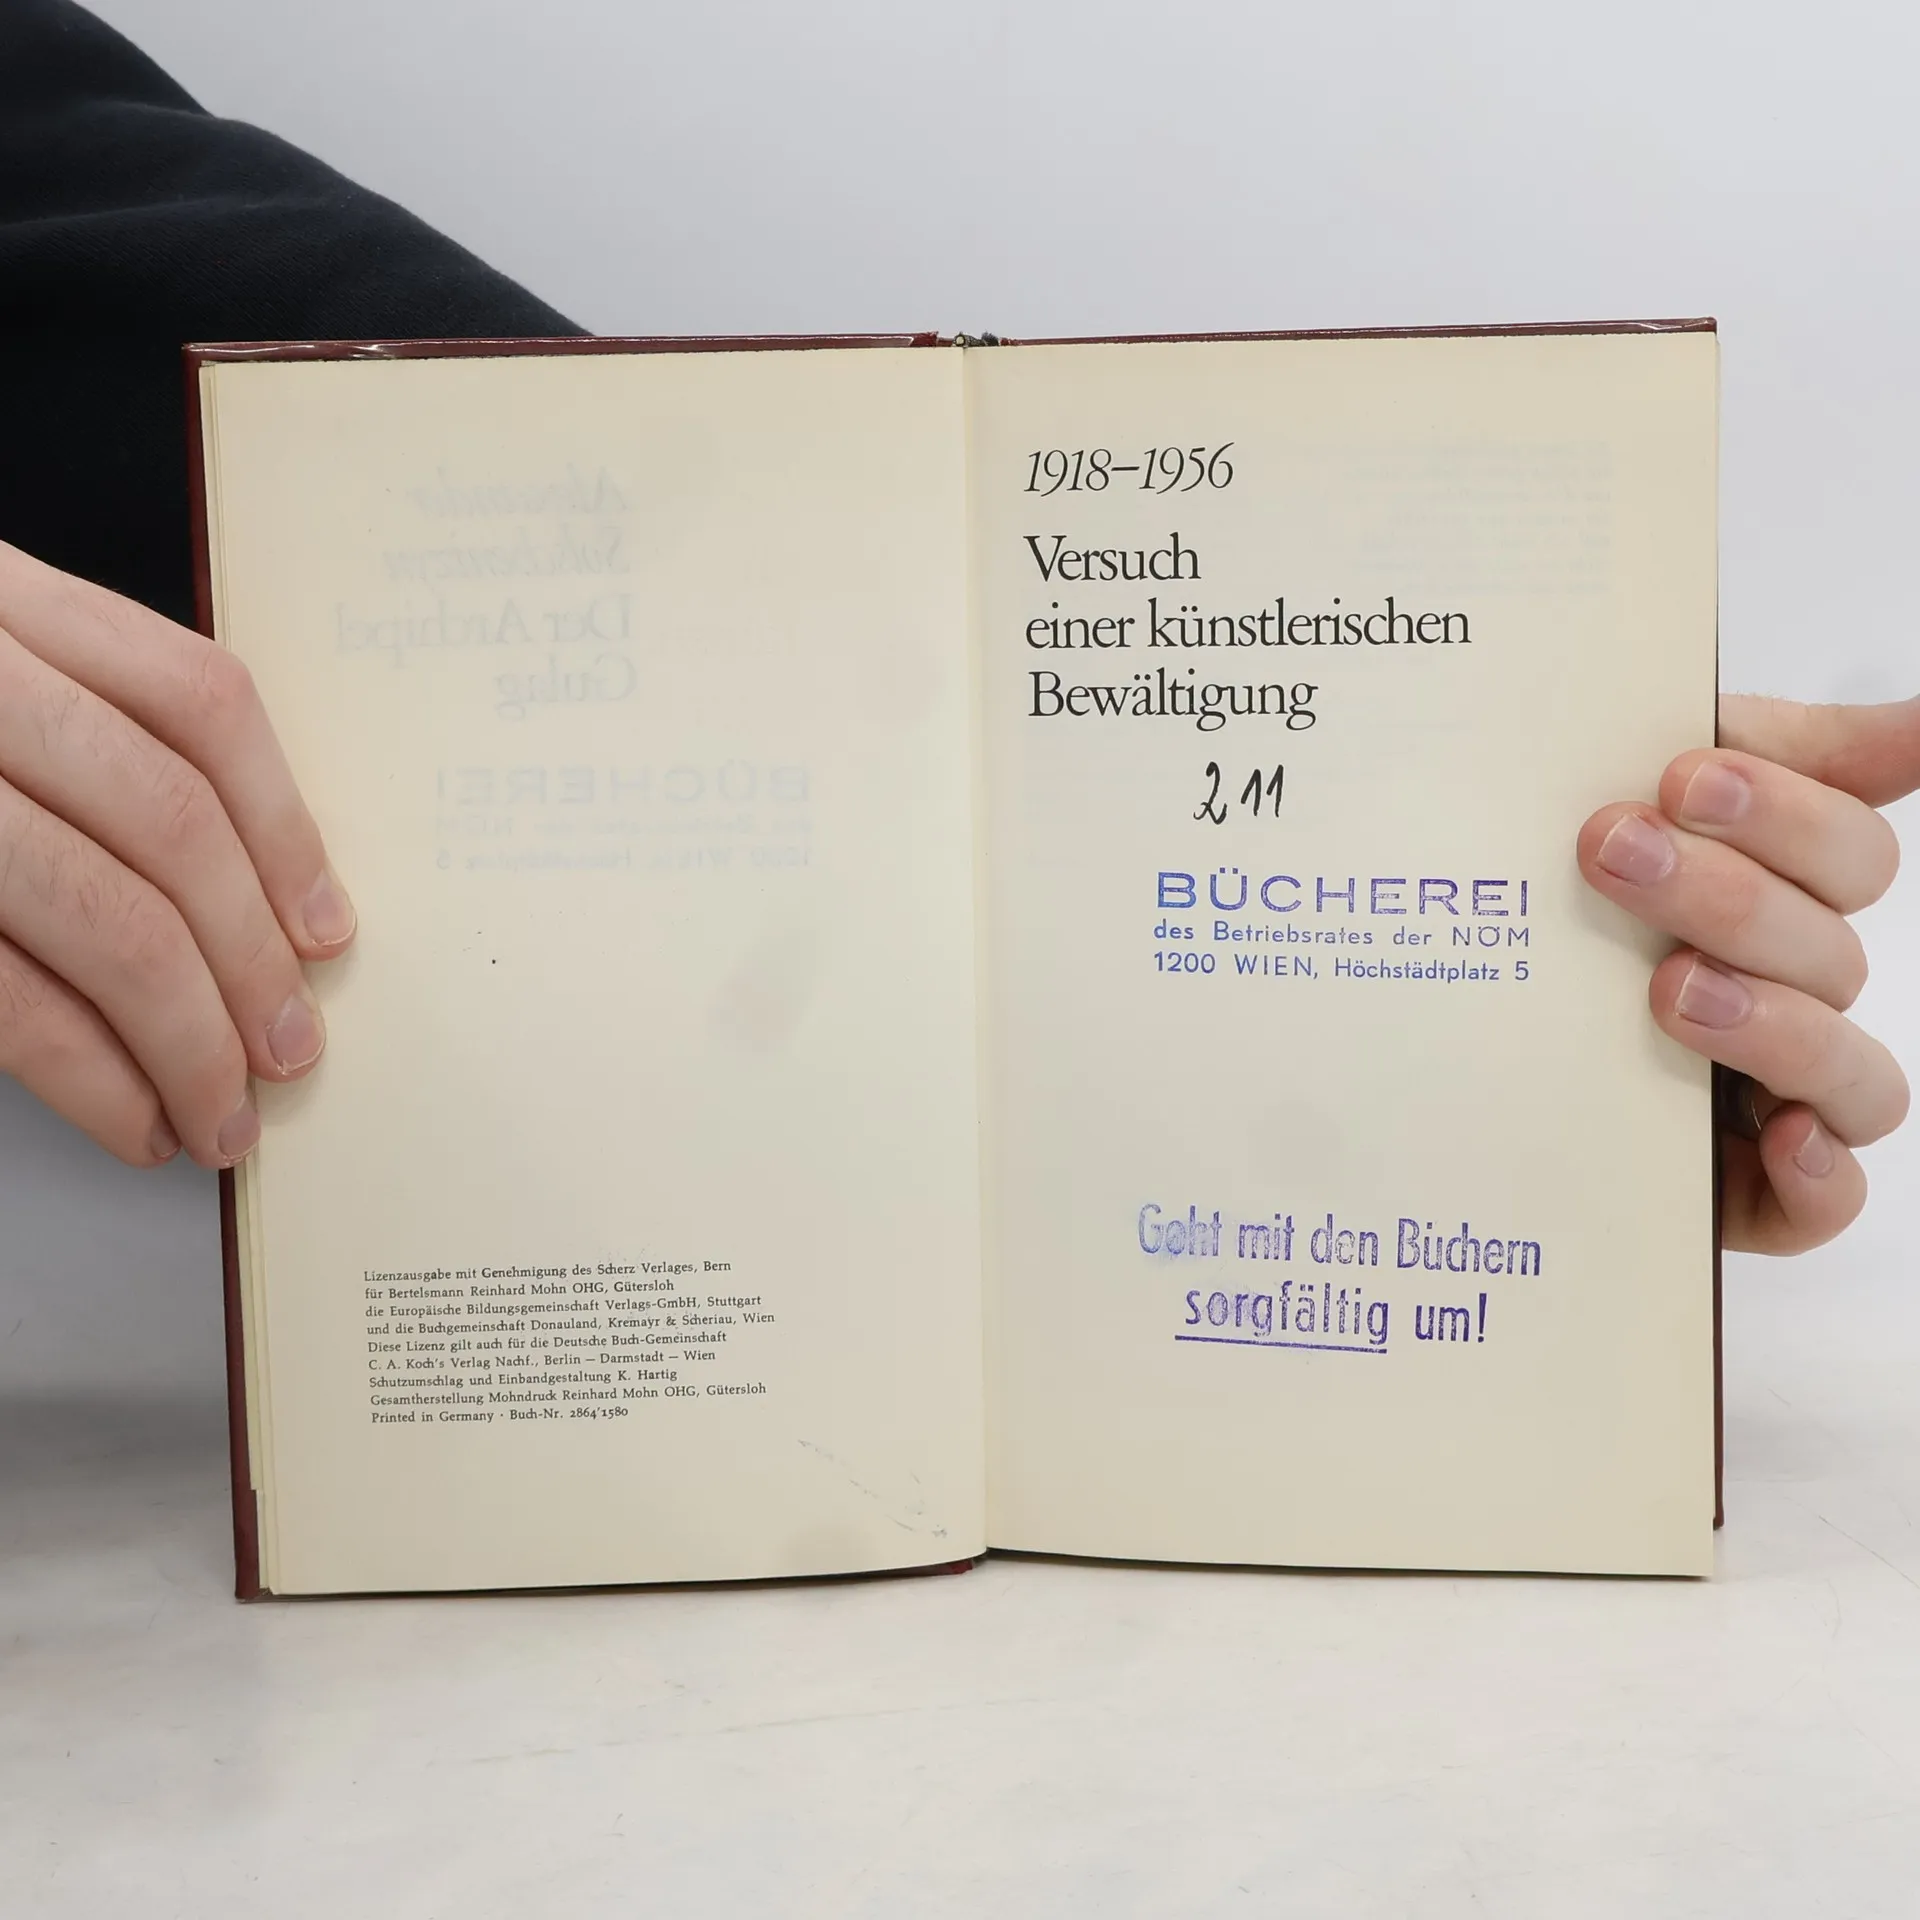 Lizenzausgabe mit Genehmigung des Scherz Verlages, Bern
für Bertelsmann Reinhard Mohn OHG, Gütersloh
die Europäische Bildungsgemeinschaft Verlags-GmbH, Stuttgart
und die Buchgemeinschaft Donauland, Kremayr & Scheriau, Wien
Diese Lizenz gilt auch für die Deutsche Buch-Gemeinschaft
C. A. Koch's Verlag Nachf., Berlin – Darmstadt – Wien
Schutzumschlag und Einbandgestaltung K. Hartig
Gesamtherstellung Mohndruck Reinhard Mohn OHG, Gütersloh
Printed in Germany · Buch-Nr. 2864'1580
1918–1956
Versuch
einer künstlerischen
Bewältigung
211
BÜCHEREI
des Betriebsrates der NÖM
1200 WIEN, Höchstädtplatz 5
Geht mit den Büchern
sorgfältig um!